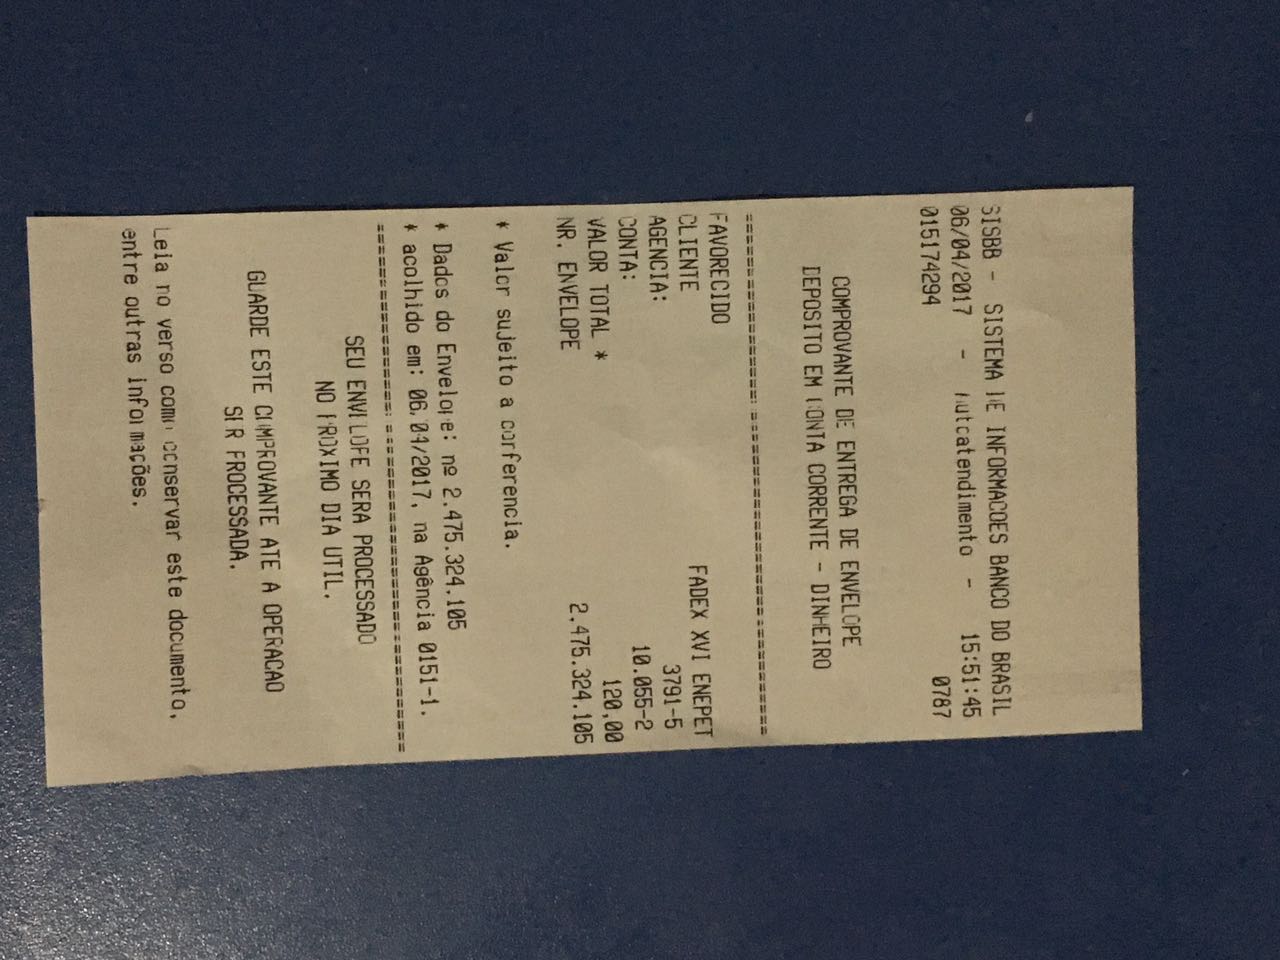 SISBB - SISTEMA DE INFORMACOES BANCO DO BRASIL
06/04/2017 - Autoatendimento - 15:51:45
0151174294 0787
COMPROVANTE DE ENTREGA DE ENVELOPE
DEPOSITO EM CONTA CORRENTE - DINHEIRO
==============================================
FAVORECIDO
CLIENTE FADEX XVI ENEPET
AGENCIA: 3791-5
CONTA: 10.055-2
VALOR TOTAL * 120,00
NR. ENVELOPE 2.475.324.105
* Valor sujeito a conferencia.
* Dados do Envelope: nº 2.475.324.105
* acolhido em: 06.04/2017, na Agência 0151-1.
==============================================
SEU ENVELOPE SERA PROCESSADO
NO PROXIMO DIA UTIL.
GUARDE ESTE COMPROVANTE ATE A OPERACAO
SER PROCESSADA.
Leia no verso como conservar este documento,
entre outras informações.